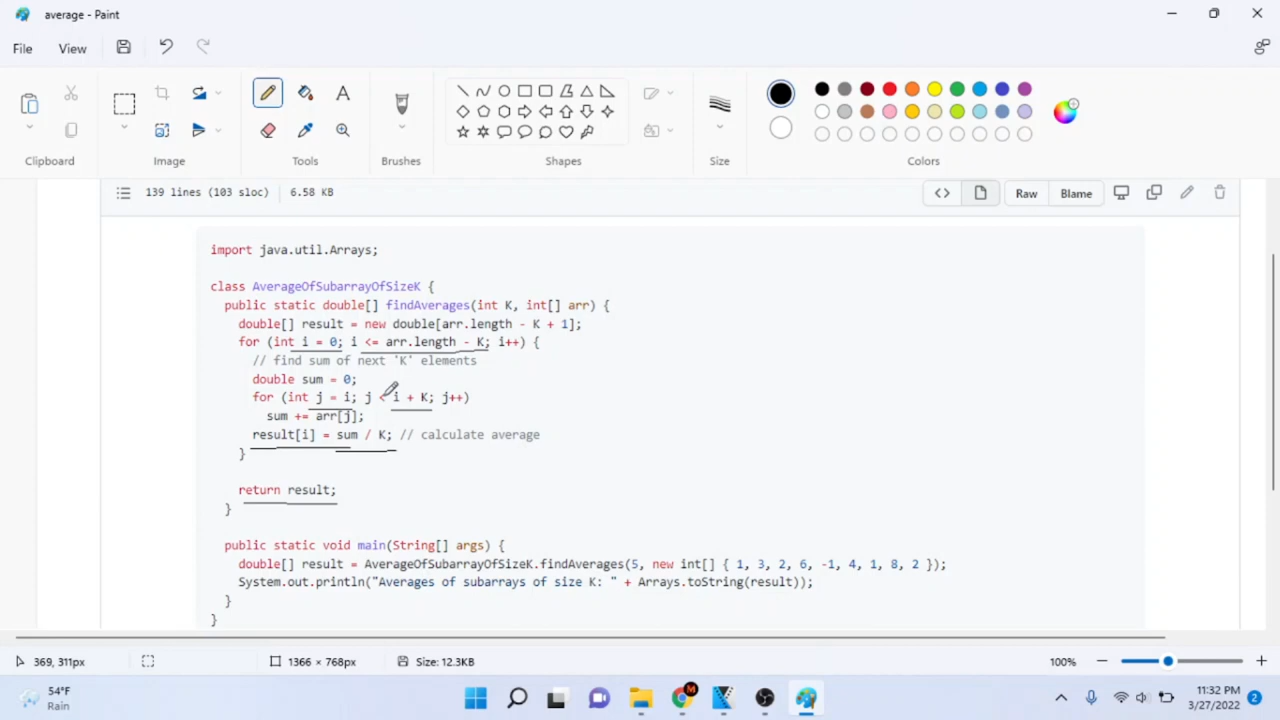 average - Paint
File View
Clipboard Image Tools Brushes Shapes Size Colors
139 lines (103 sloc) 6.58 KB Raw Blame
import java.util.Arrays;
class AverageOfSubarrayOfSizeK {
public static double[] findAverages(int K, int[] arr) {
double[] result = new double[arr.length - K + 1];
for (int i = 0; i <= arr.length - K; i++) {
// find sum of next 'K' elements
double sum = 0;
for (int j = i; j < i + K; j++)
sum += arr[j];
result[i] = sum / K; // calculate average
}
return result;
}
public static void main(String[] args) {
double[] result = AverageOfSubarrayOfSizeK.findAverages(5, new int[] { 1, 3, 2, 6, -1, 4, 1, 8, 2 });
System.out.println("Averages of subarrays of size K: " + Arrays.toString(result));
}
}
369, 311px 1366 × 768px Size: 12.3KB 100%
54°F 11:32 PM
Rain 3/27/2022 2